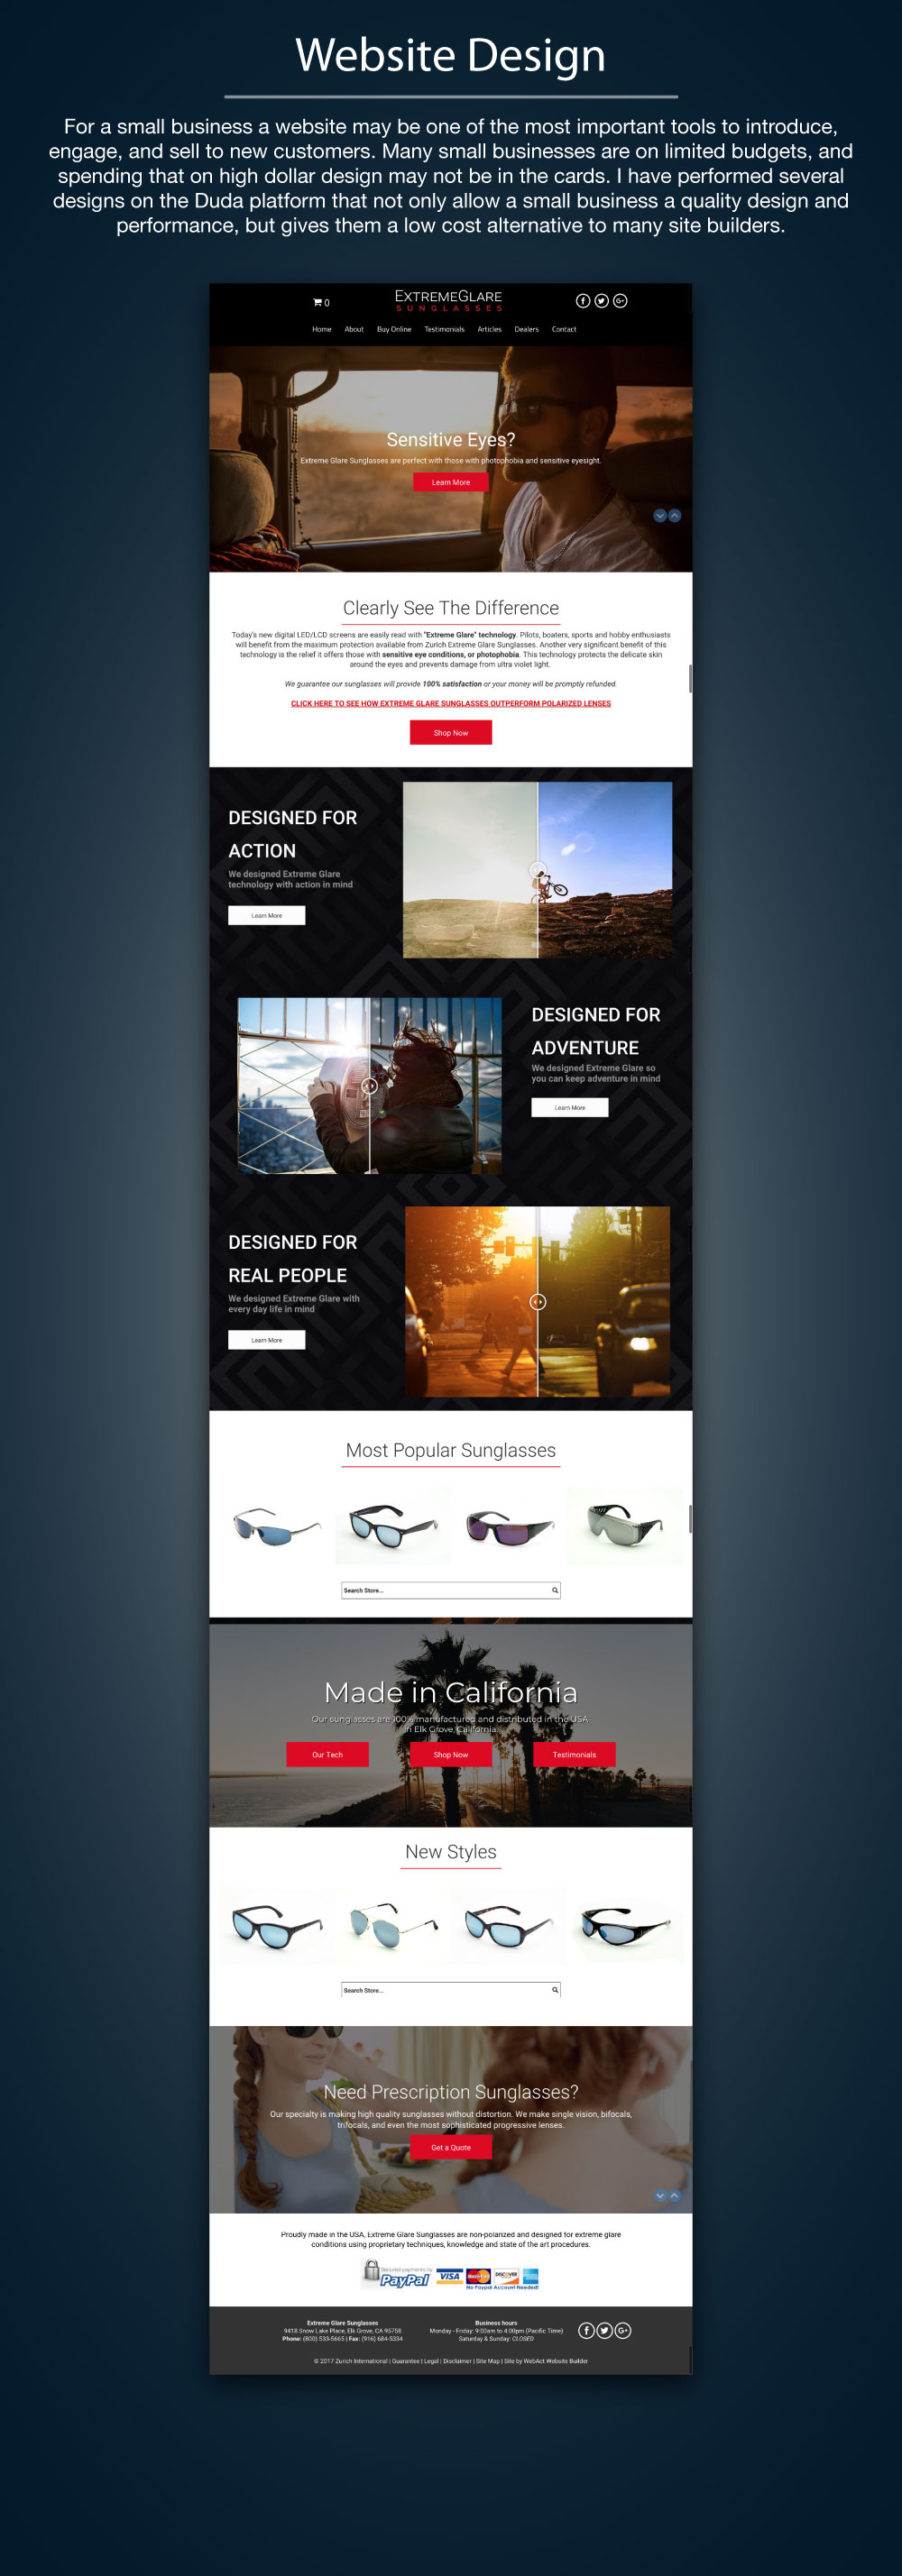 Website Design
For a small business a website may be one of the most important tools to introduce,
engage, and sell to new customers. Many small businesses are on limited budgets, and
spending that on high dollar design may not be in the cards. I have performed several
designs on the Duda platform that not only allow a small business a quality design and
performance, but gives them a low cost alternative to many site builders.
0
EXTREMEGLARE
SUNGLASSES
Home About Buy Online Testimonials Articles Dealers Contact
Sensitive Eyes?
Extreme Glare Sunglasses are perfect with those with photophobia and sensitive eyesight.
Learn More
Clearly See The Difference
Today's new digital LED/LCD screens are easily read with "Extreme Glare" technology. Pilots, boaters, sports and hobby enthusiasts
will benefit from the maximum protection available from Zurich Extreme Glare Sunglasses. Another very significant benefit of this
technology is the relief it offers those with sensitive eye conditions, or photophobia. This technology protects the delicate skin
around the eyes and prevents damage from ultra violet light.
We guarantee our sunglasses will provide 100% satisfaction or your money will be promptly refunded.
CLICK HERE TO SEE HOW EXTREME GLARE SUNGLASSES OUTPERFORM POLARIZED LENSES
Shop Now
DESIGNED FOR
ACTION
We designed Extreme Glare
technology with action in mind
Learn More
DESIGNED FOR
ADVENTURE
We designed Extreme Glare so
you can keep adventure in mind
Learn More
DESIGNED FOR
REAL PEOPLE
We designed Extreme Glare with
every day life in mind
Learn More
Most Popular Sunglasses
Search Store...
Made in California
Our sunglasses are 100% manufactured and distributed in the USA
in Elk Grove, California.
Our Tech Shop Now Testimonials
New Styles
Search Store...
Need Prescription Sunglasses?
Our specialty is making high quality sunglasses without distortion. We make single vision, bifocals,
trifocals, and even the most sophisticated progressive lenses.
Get a Quote
Proudly made in the USA, Extreme Glare Sunglasses are non-polarized and designed for extreme glare
conditions using proprietary techniques, knowledge and state of the art procedures.
Secured payments by
PayPal VISA MasterCard DISCOVER
No Paypal Account Needed!
Extreme Glare Sunglasses
9418 Snow Lake Place, Elk Grove, CA 95758
Phone: (800) 533-5665 | Fax: (916) 684-5334
Business hours
Monday - Friday: 9:00am to 4:00pm (Pacific Time)
Saturday & Sunday: CLOSED
© 2017 Zurich International | Guarantee | Legal | Disclaimer | Site Map | Site by WebAct Website Builder